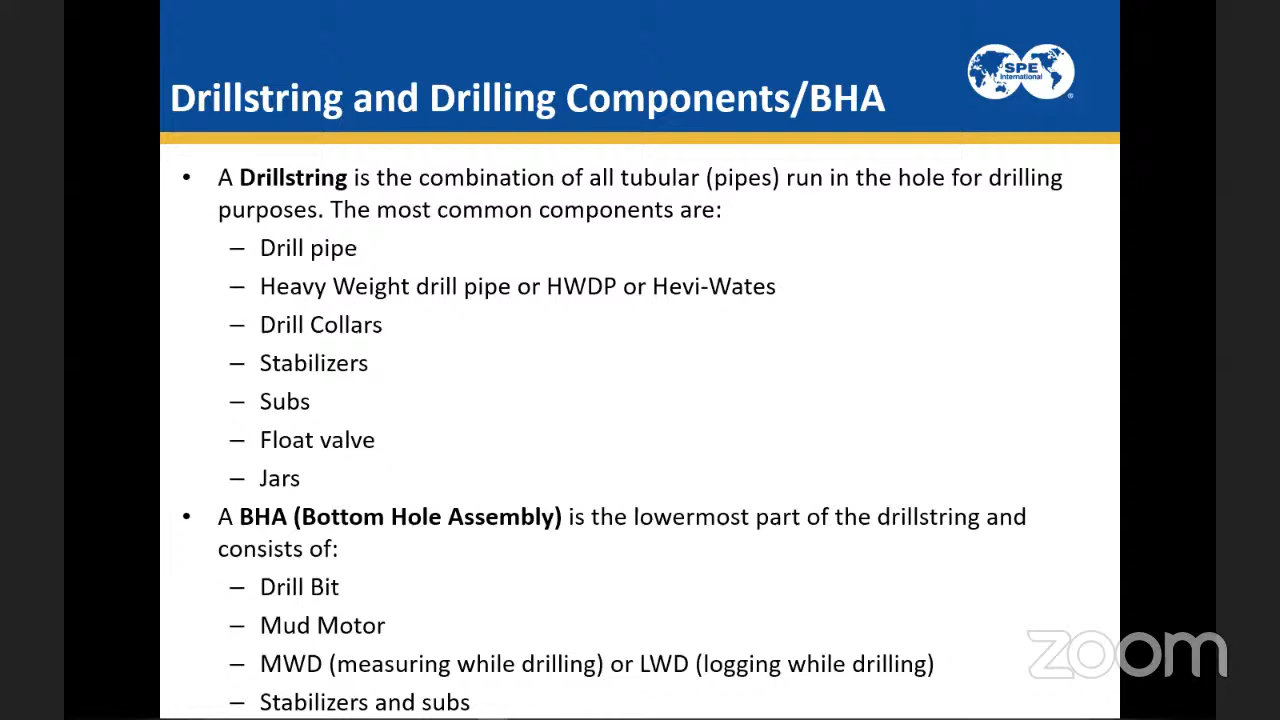 SPE
International
Drillstring and Drilling Components/BHA
• A Drillstring is the combination of all tubular (pipes) run in the hole for drilling
purposes. The most common components are:
– Drill pipe
– Heavy Weight drill pipe or HWDP or Hevi-Wates
– Drill Collars
– Stabilizers
– Subs
– Float valve
– Jars
• A BHA (Bottom Hole Assembly) is the lowermost part of the drillstring and
consists of:
– Drill Bit
– Mud Motor
– MWD (measuring while drilling) or LWD (logging while drilling)
– Stabilizers and subs
zoom